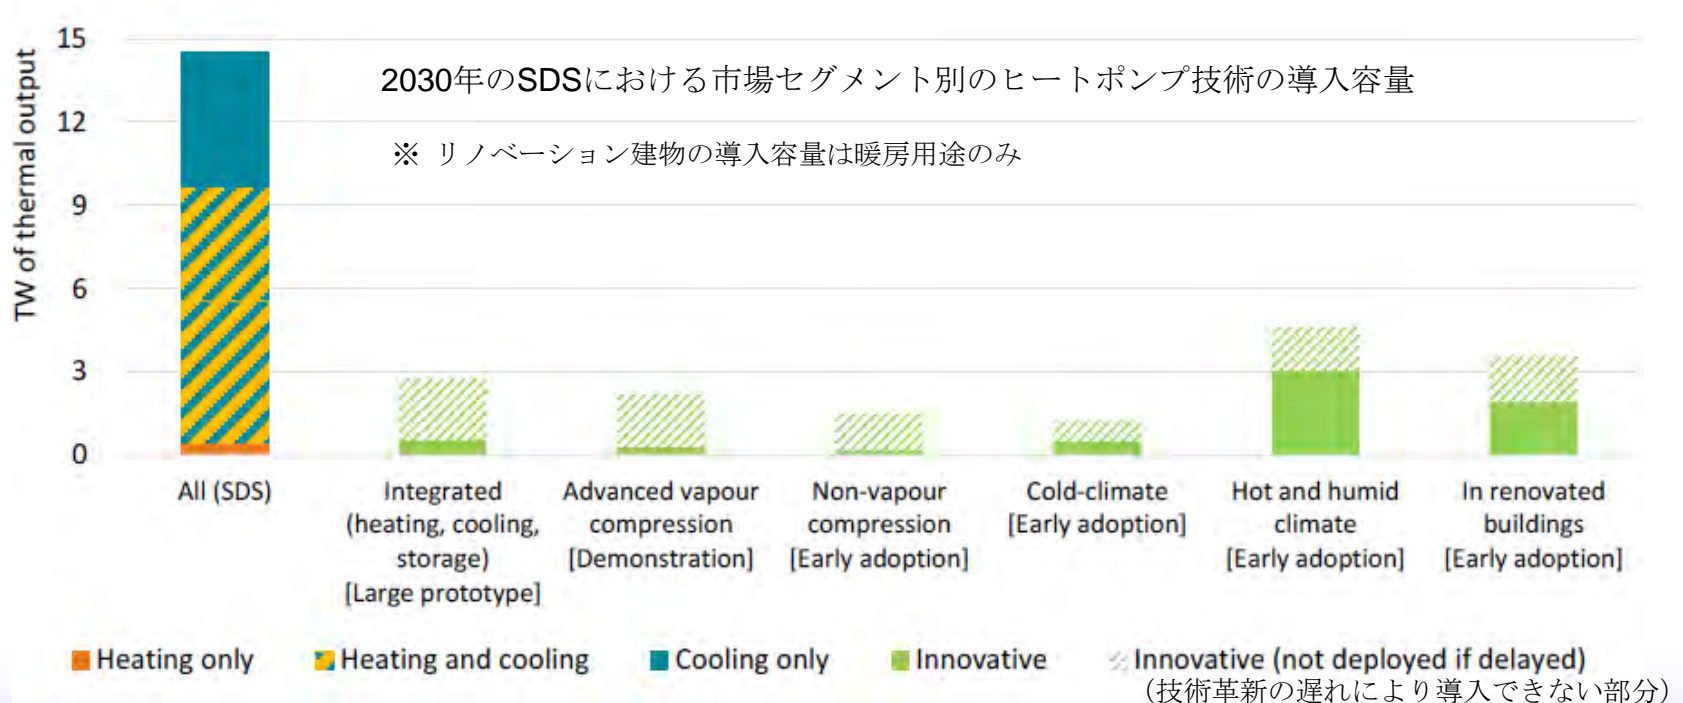 2030年のSDSにおける市場セグメント別のヒートポンプ技術の導入容量
※ リノベーション建物の導入容量は暖房用途のみ
TW of thermal output
15
12
9
6
3
0
All (SDS)
Integrated
(heating, cooling,
storage)
[Large prototype]
Advanced vapour
compression
[Demonstration]
Non-vapour
compression
[Early adoption]
Cold-climate
[Early adoption]
Hot and humid
climate
[Early adoption]
In renovated
buildings
[Early adoption]
Heating only
Heating and cooling
Cooling only
Innovative
Innovative (not deployed if delayed)
（技術革新の遅れにより導入できない部分）